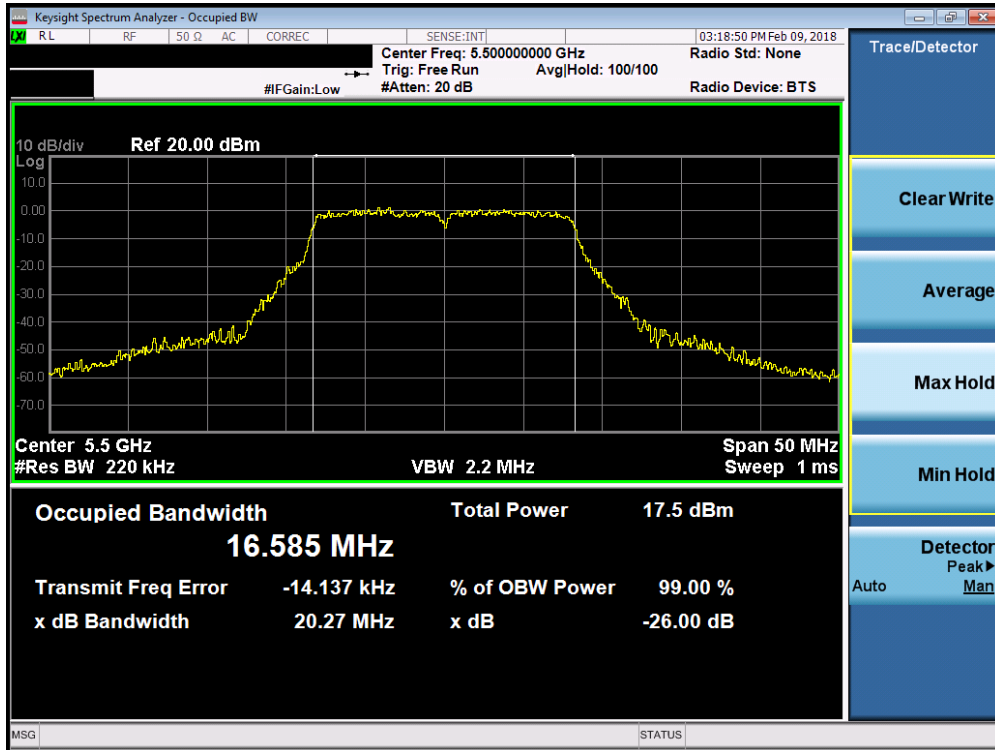 Keysight Spectrum Analyzer - Occupied BW
LXI RL RF 50 Ω AC CORREC SENSE:INT 03:18:50 PM Feb 09, 2018
Center Freq: 5.500000000 GHz Radio Std: None
Trig: Free Run Avg|Hold: 100/100
#IFGain:Low #Atten: 20 dB Radio Device: BTS
10 dB/div Ref 20.00 dBm
Log
10.0
0.00
-10.0
-20.0
-30.0
-40.0
-50.0
-60.0
-70.0
Center 5.5 GHz Span 50 MHz
#Res BW 220 kHz VBW 2.2 MHz Sweep 1 ms
Occupied Bandwidth Total Power 17.5 dBm
16.585 MHz
Transmit Freq Error -14.137 kHz % of OBW Power 99.00 %
x dB Bandwidth 20.27 MHz x dB -26.00 dB
Trace/Detector
Clear Write
Average
Max Hold
Min Hold
Detector
Peak▶
Auto Man
MSG STATUS